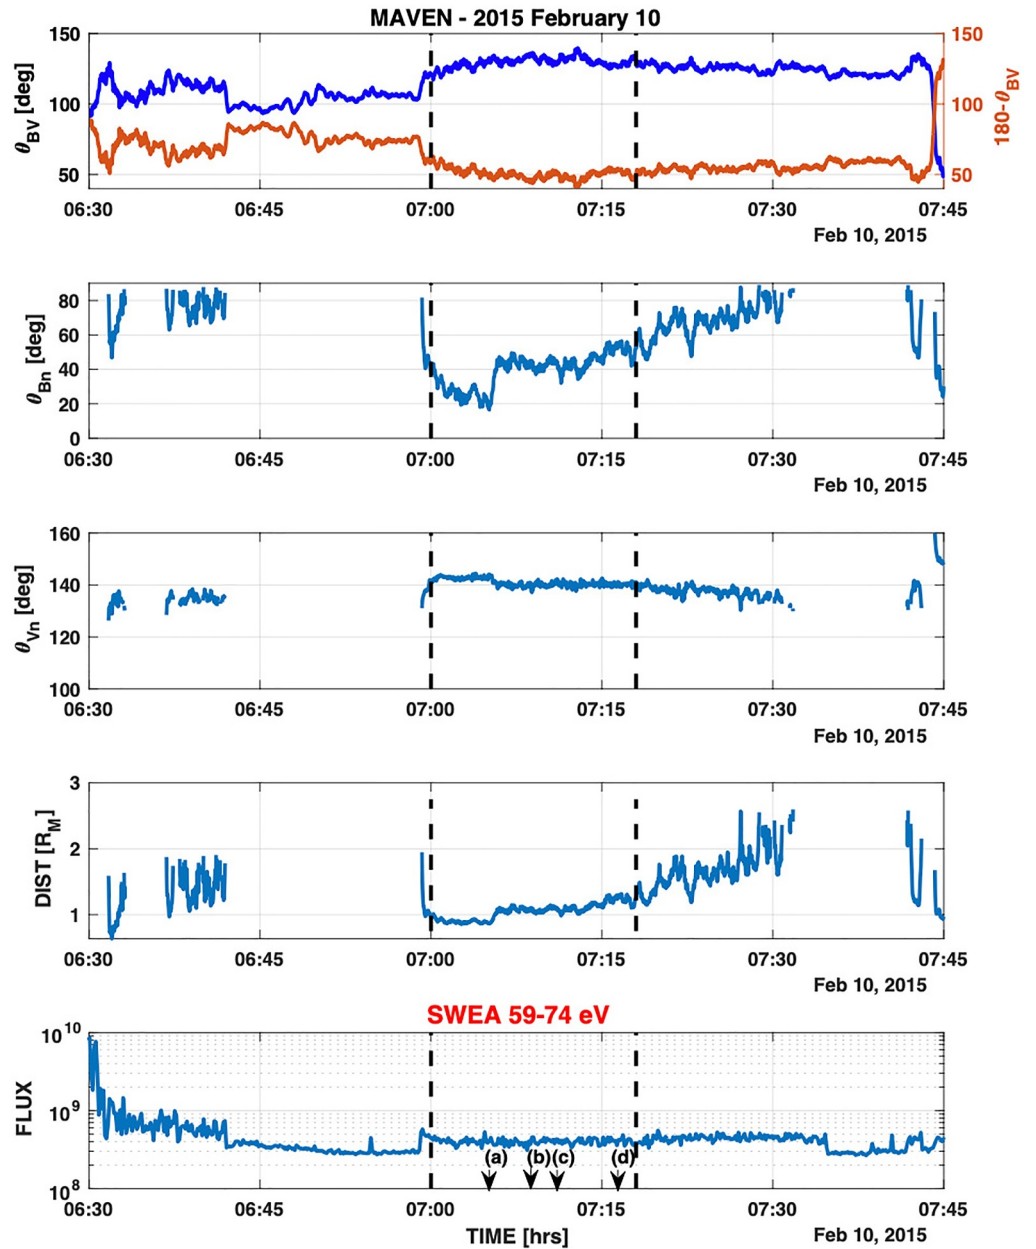 MAVEN - 2015 February 10
150
100
50
θBV [deg]
150
100
50
180-θBV
06:30 06:45 07:00 07:15 07:30 07:45
Feb 10, 2015
80
60
40
20
0
θBn [deg]
06:30 06:45 07:00 07:15 07:30 07:45
Feb 10, 2015
160
140
120
100
θVn [deg]
06:30 06:45 07:00 07:15 07:30 07:45
Feb 10, 2015
3
2
1
DIST [RM]
06:30 06:45 07:00 07:15 07:30 07:45
Feb 10, 2015
SWEA 59-74 eV
10^10
10^9
10^8
FLUX
(a) (b) (c) (d)
06:30 06:45 07:00 07:15 07:30 07:45
TIME [hrs]
Feb 10, 2015